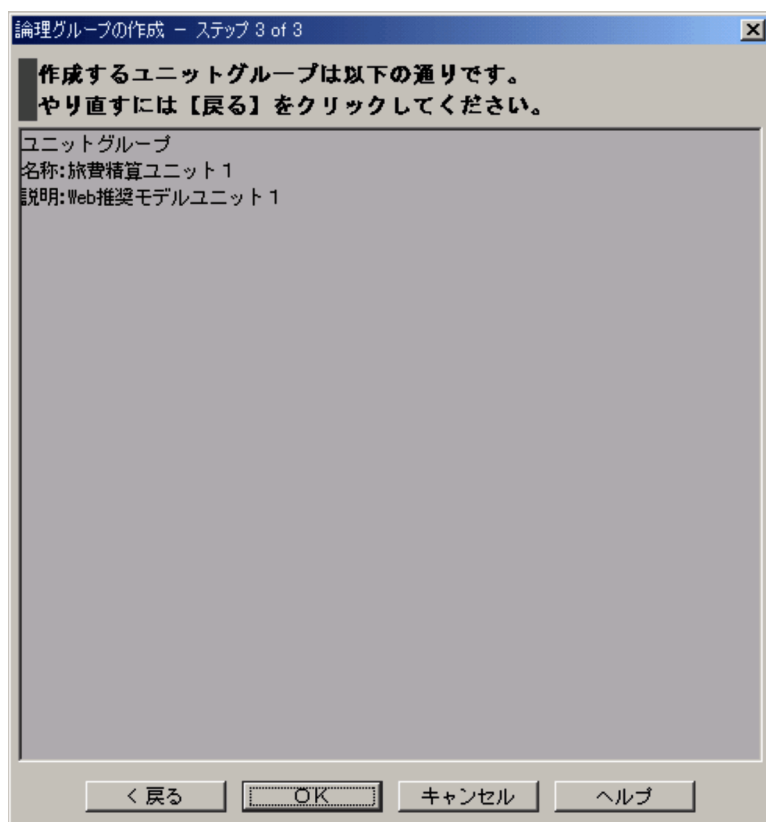 論理グループの作成 － ステップ 3 of 3
作成するユニットグループは以下の通りです。
やり直すには【戻る】をクリックしてください。
ユニットグループ
名称:旅費精算ユニット１
説明:Web推奨モデルユニット１
< 戻る
ＯＫ
キャンセル
ヘルプ